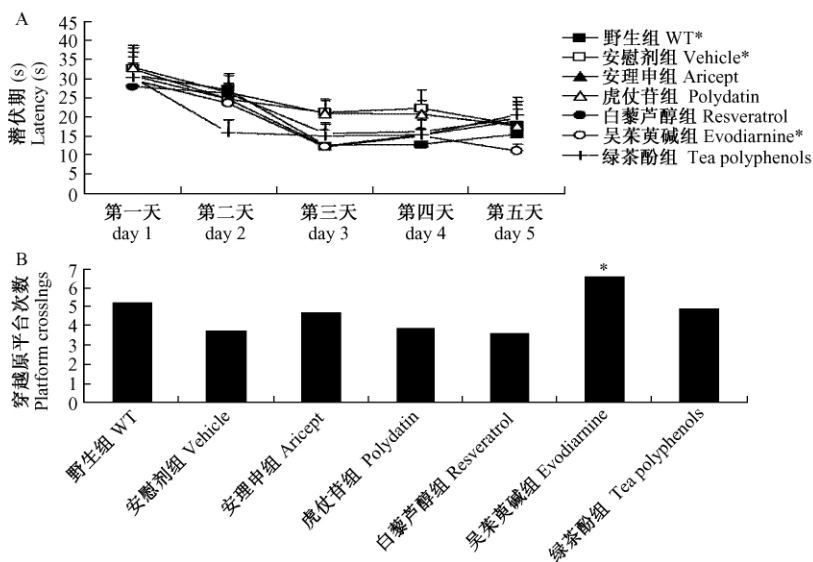 A
45
40
35
30
25
20
15
10
5
0
潜伏期 (s)
Latency (s)
野生组 WT*
安慰剂组 Vehicle*
安理申组 Aricept
虎仗苷组 Polydatin
白藜芦醇组 Resveratrol
吴茱萸碱组 Evodiarnine*
绿茶酚组 Tea polyphenols
第一天
day 1
第二天
day 2
第三天
day 3
第四天
day 4
第五天
day 5
B
7
6
5
4
3
2
1
0
穿越原平台次数
Platform crosslngs
*
野生组 WT
安慰剂组 Vehicle
安理申组 Aricept
虎仗苷组 Polydatin
白藜芦醇组 Resveratrol
吴茱萸碱组 Evodiarnine
绿茶酚组 Tea polyphenols